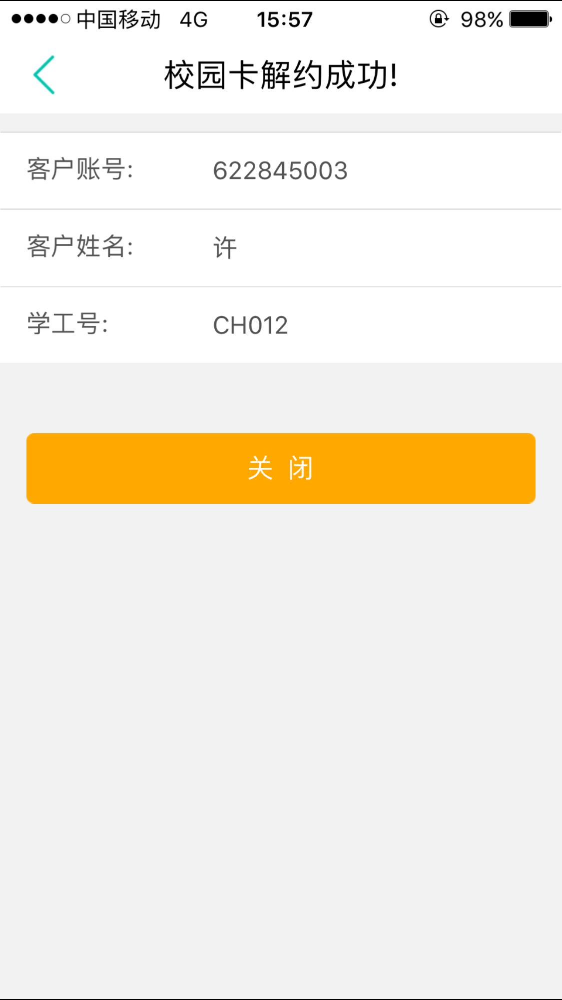 中国移动 4G 15:57 98%
校园卡解约成功!
客户账号: 622845003
客户姓名: 许
学工号: CH012
关 闭